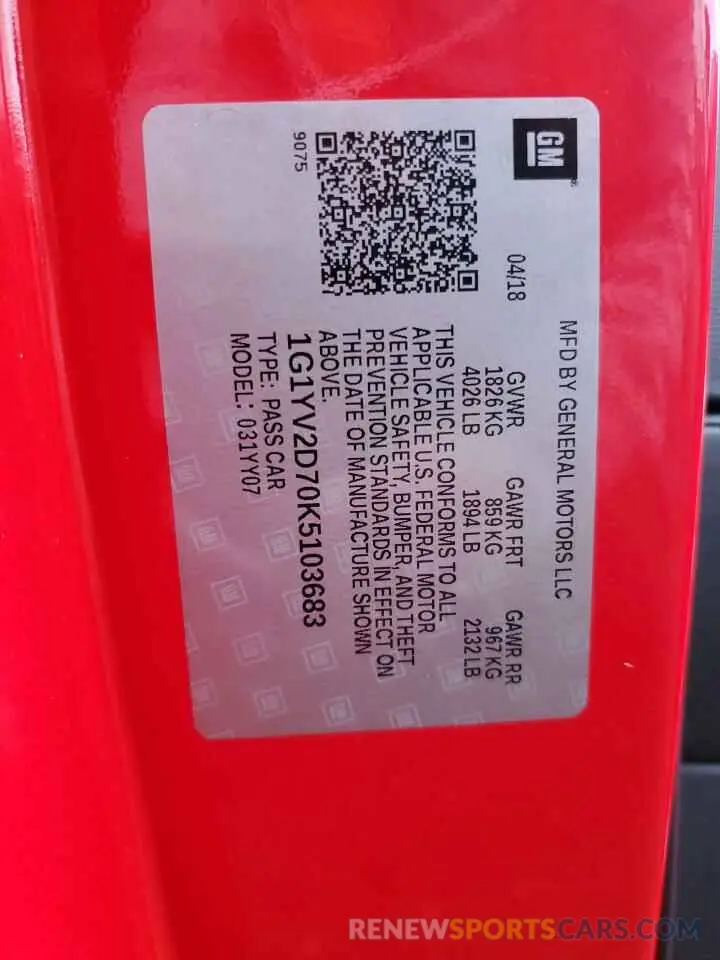 GM
MFD BY GENERAL MOTORS LLC
04/18 GVWR GAWR FRT GAWR RR
1826 KG 859 KG 967 KG
4026 LB 1894 LB 2132 LB
THIS VEHICLE CONFORMS TO ALL
APPLICABLE U.S. FEDERAL MOTOR
VEHICLE SAFETY, BUMPER, AND THEFT
PREVENTION STANDARDS IN EFFECT ON
THE DATE OF MANUFACTURE SHOWN
ABOVE.
9075
1G1YV2D70K5103683
TYPE: PASS CAR
MODEL: 031YY07
RENEWSPORTSCARS.COM